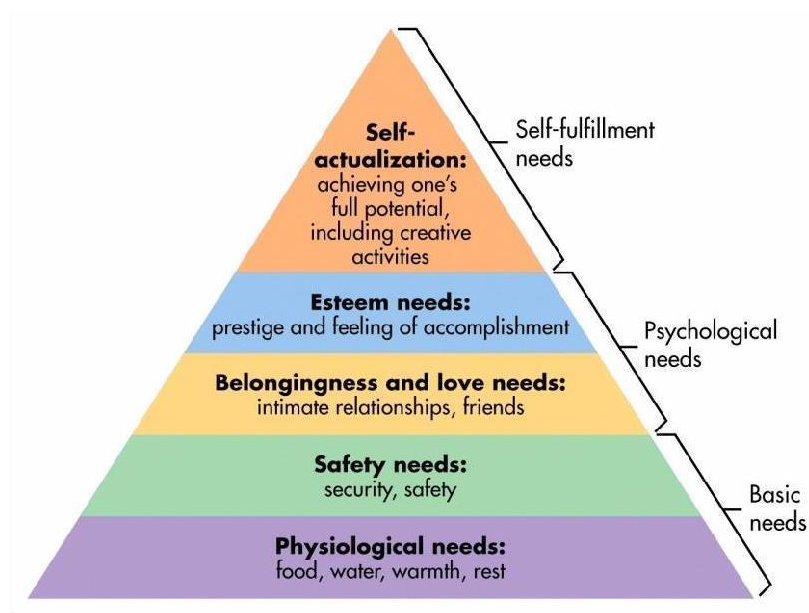 Self-
actualization:
achieving one's
full potential,
including creative
activities
Self-fulfillment
needs
Esteem needs:
prestige and feeling of accomplishment
Psychological
needs
Belongingness and love needs:
intimate relationships, friends
Safety needs:
security, safety
Basic
needs
Physiological needs:
food, water, warmth, rest